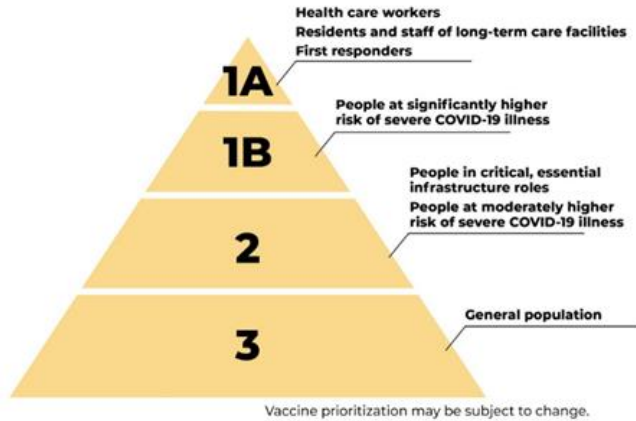 Health care workers
Residents and staff of long-term care facilities
First responders
1A
People at significantly higher
risk of severe COVID-19 illness
1B
People in critical, essential
infrastructure roles
People at moderately higher
risk of severe COVID-19 illness
2
General population
3
Vaccine prioritization may be subject to change.